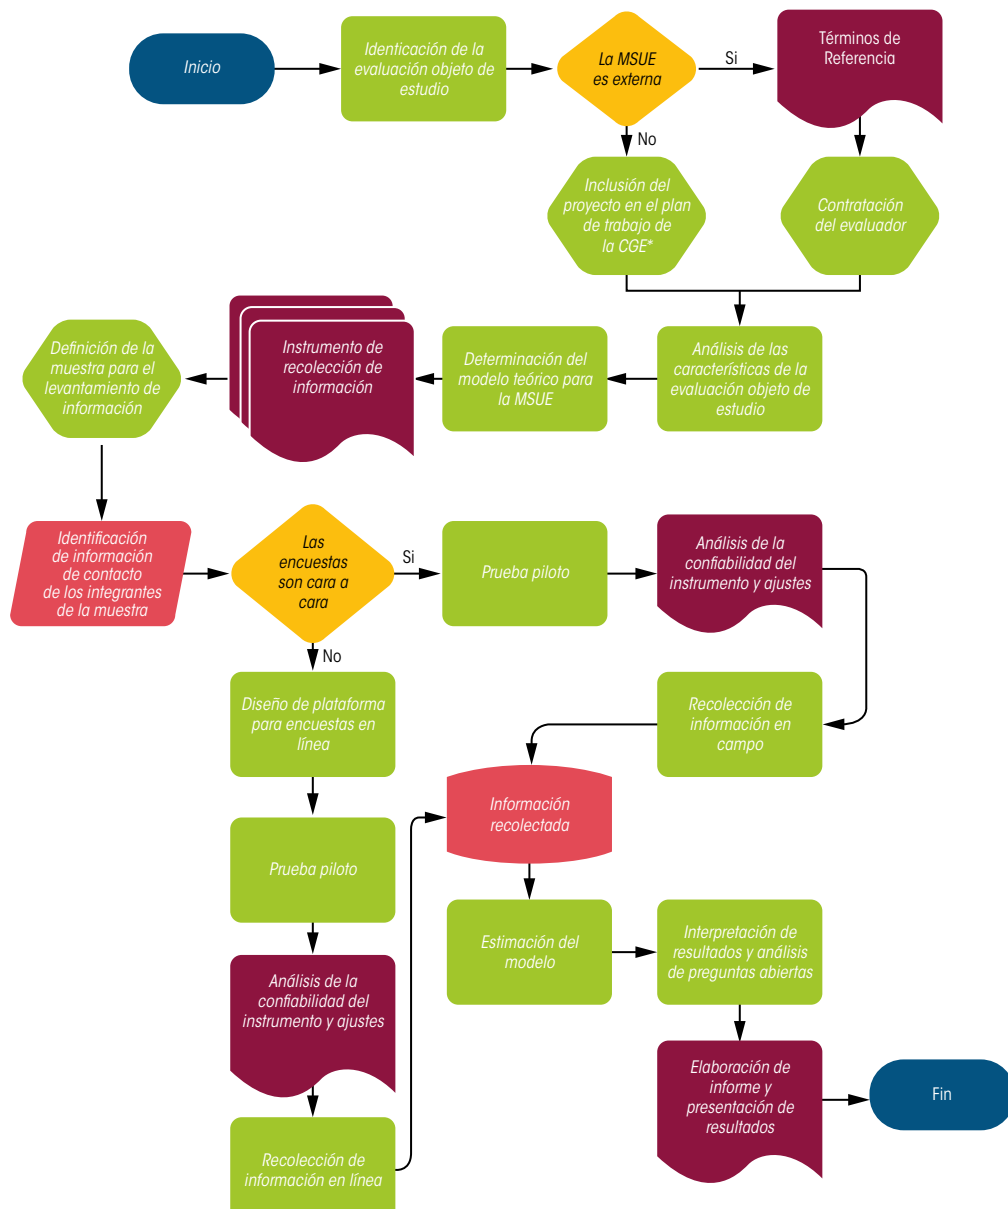 Inicio
Identicación de la
evaluación objeto de
estudio
La MSUE
es externa
Si
Términos de
Referencia
No
Inclusión del
proyecto en el plan
de trabajo de
la CGE*
Contratación
del evaluador
Análisis de las
características de la
evaluación objeto de
estudio
Determinación del
modelo teórico para
la MSUE
Instrumento de
recolección de
información
Definición de la
muestra para el
levantamiento de
información
Identificación
de información
de contacto
de los integrantes
de la muestra
Las
encuestas
son cara a
cara
Si
Prueba piloto
Análisis de la
confiabilidad del
instrumento y ajustes
No
Diseño de plataforma
para encuestas en
línea
Recolección de
información en
campo
Información
recolectada
Prueba piloto
Estimación del
modelo
Interpretación de
resultados y análisis
de preguntas abiertas
Análisis de la
confiabilidad del
instrumento y ajustes
Elaboración de
informe y
presentación de
resultados
Fin
Recolección de
información en línea